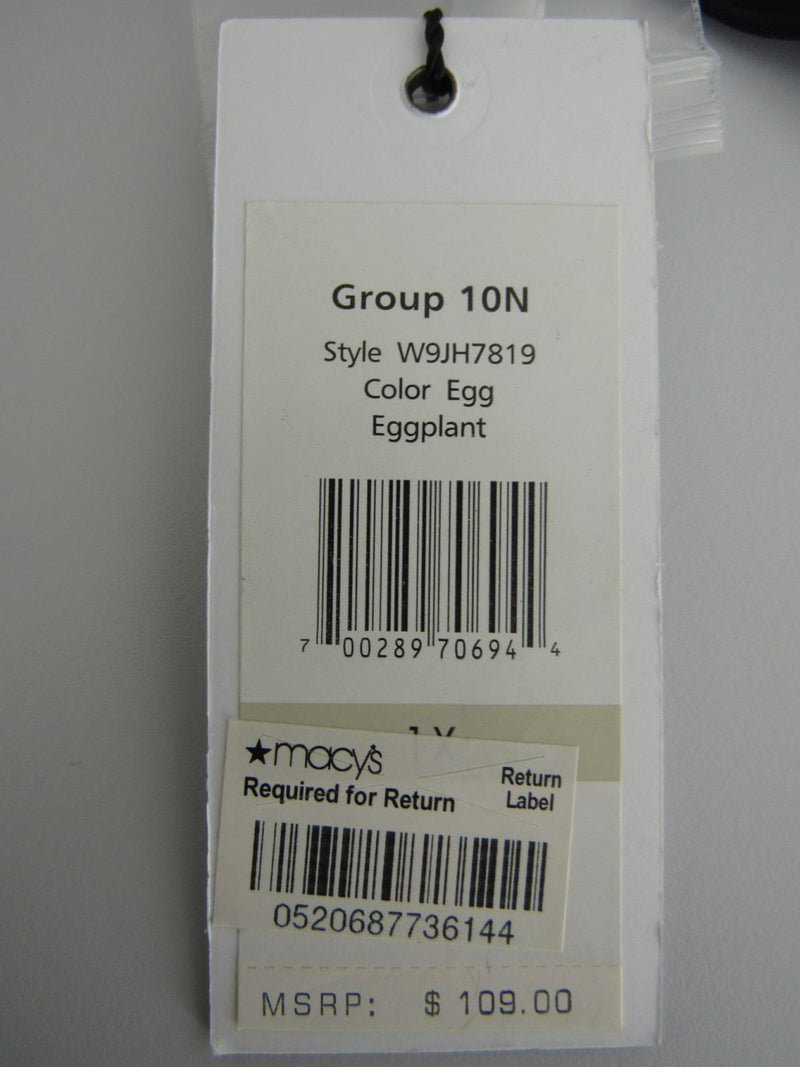 Group 10N
Style W9JH7819
Color Egg
Eggplant
7 00289 70694 4
1X
★macy's
Required for Return
Return
Label
0520687736144
MSRP: $ 109.00